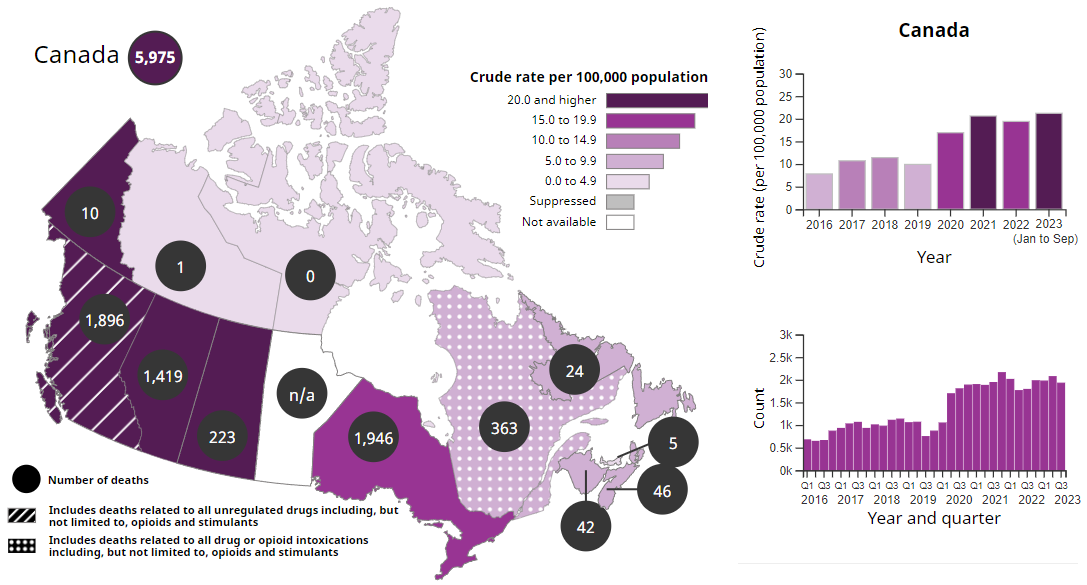 Canada 5,975
Crude rate per 100,000 population
20.0 and higher
15.0 to 19.9
10.0 to 14.9
5.0 to 9.9
0.0 to 4.9
Suppressed
Not available
10
1
0
1,896
1,419
223
n/a
1,946
363
24
5
46
42
Number of deaths
Includes deaths related to all unregulated drugs including, but
not limited to, opioids and stimulants
Includes deaths related to all drug or opioid intoxications
including, but not limited to, opioids and stimulants
Canada
Crude rate (per 100,000 population)
30
25
20
15
10
5
0
2016 2017 2018 2019 2020 2021 2022 2023
(Jan to Sep)
Year
Count
3k
2.5k
2k
1.5k
1k
0.5k
0k
Q1 Q3 Q1 Q3 Q1 Q3 Q1 Q3 Q1 Q3 Q1 Q3 Q1 Q3 Q1 Q3
2016 2017 2018 2019 2020 2021 2022 2023
Year and quarter